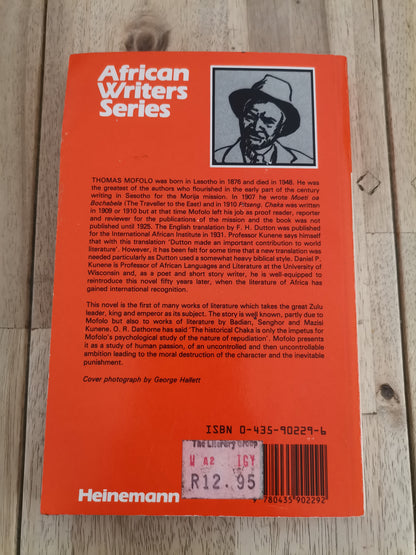 African
Writers
Series
THOMAS MOFOLO was born in Lesotho in 1876 and died in 1948. He was
the greatest of the authors who flourished in the early part of the century
writing in Sesotho for the Morija mission. In 1907 he wrote Moeti oa
Bochabela (The Traveller to the East) and in 1910 Pitseng. Chaka was written
in 1909 or 1910 but at that time Mofolo left his job as proof reader, reporter
and reviewer for the publications of the mission and the book was not
published until 1925. The English translation by F. H. Dutton was published
for the International African Institute in 1931. Professor Kunene says himself
that with this translation 'Dutton made an important contribution to world
literature'. However, it has been felt for some time that a new translation was
needed particularly as Dutton used a somewhat heavy biblical style. Daniel P.
Kunene is Professor of African Languages and Literature at the University of
Wisconsin and, as a poet and short story writer, he is well-equipped to
reintroduce this novel fifty years later, when the literature of Africa has
gained international recognition.
This novel is the first of many works of literature which takes the great Zulu
leader, king and emperor as its subject. The story is well known, partly due to
Mofolo but also to works of literature by Badian, Senghor and Mazisi
Kunene. O. R. Dathorne has said 'The historical Chaka is only the impetus for
Mofolo's psychological study of the nature of repudiation'. Mofolo presents
it as a study of human passion, of an uncontrolled and then uncontrollable
ambition leading to the moral destruction of the character and the inevitable
punishment.
Cover photograph by George Hallett
ISBN 0-435-90229-6
The Literary Group
W A2 IGY
R12.95
Heinemann
9 780435 902292